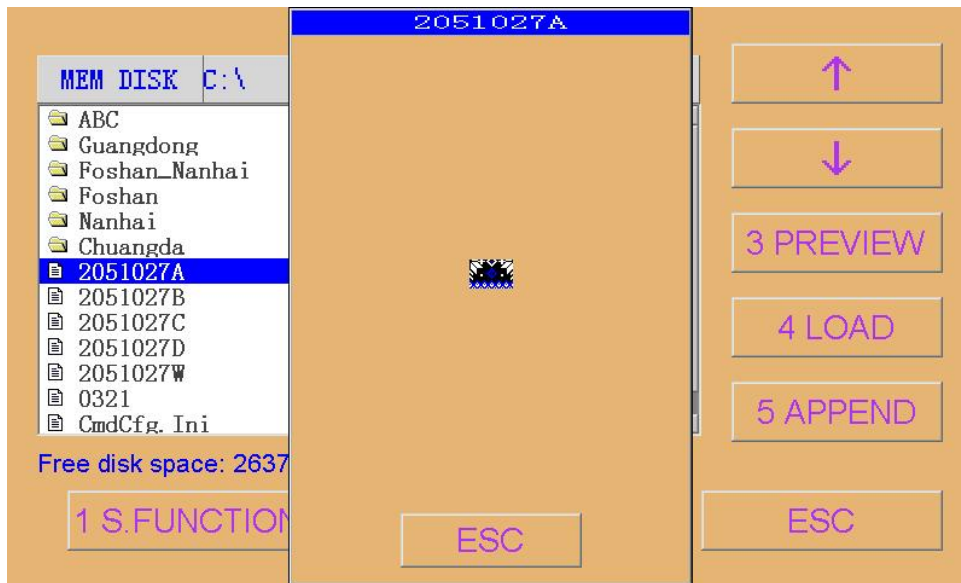 2051027A
MEM DISK C:\
ABC
Guangdong
Foshan_Nanhai
Foshan
Nanhai
Chuangda
2051027A
2051027B
2051027C
2051027D
2051027W
0321
CmdCfg.Ini
Free disk space: 2637
1 S.FUNCTION
ESC
↑
↓
3 PREVIEW
4 LOAD
5 APPEND
ESC